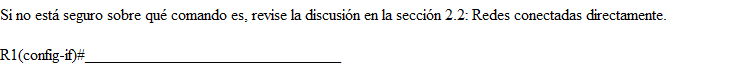 Si no está seguro sobre qué comando es, revise la discusión en la sección 2.2: Redes conectadas directamente.
R1(config-if)#__________________________________